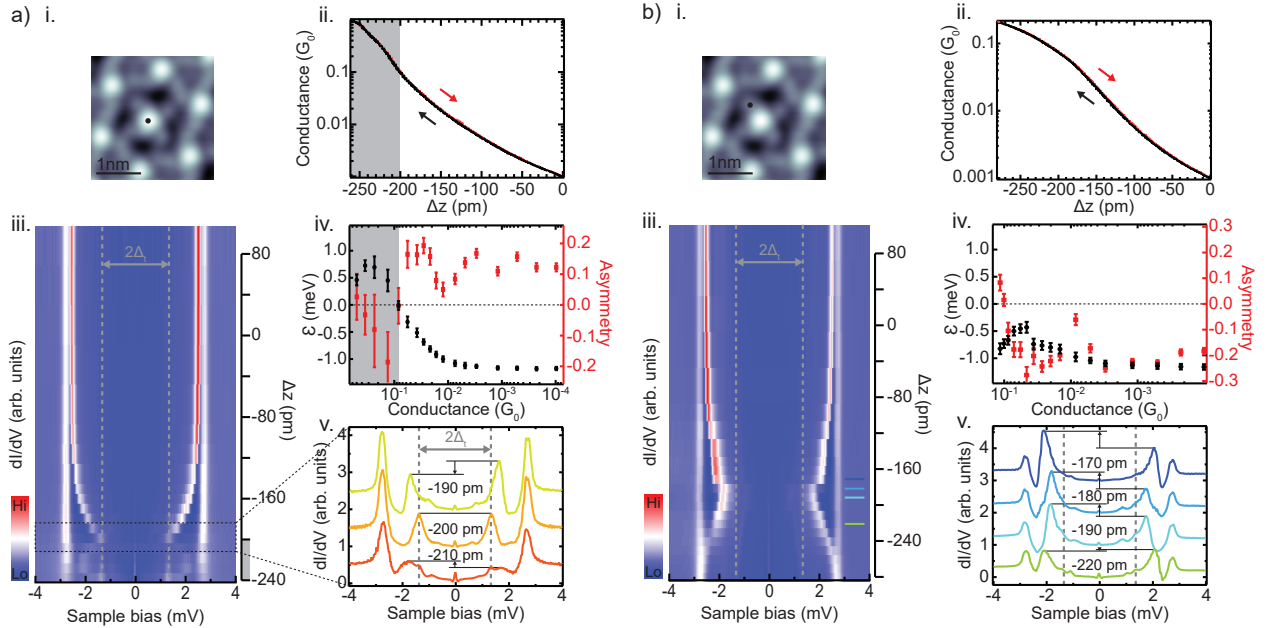 a) i.
1nm
ii.
Conductance (G0)
0.1
0.01
-250 -200 -150 -100 -50 0
Δz (pm)
iii.
2Δt
dI/dV (arb. units)
Hi
Lo
80
0
-80
-160
-240
Δz (pm)
-4 -2 0 2 4
Sample bias (mV)
iv.
ε (meV)
1.0
0.5
0.0
-0.5
-1.0
0.2
0.1
0.0
-0.1
-0.2
Asymmetry
10-1 10-2 10-3 10-4
Conductance (G0)
v.
dI/dV (arb. units)
4
3
2
1
0
2Δt
-190 pm
-200 pm
-210 pm
-4 -2 0 2 4
Sample bias (mV)
b) i.
1nm
ii.
Conductance (G0)
0.1
0.01
0.001
-250 -200 -150 -100 -50 0
Δz (pm)
iii.
2Δt
dI/dV (arb. units)
Hi
Lo
80
0
-80
-160
-240
Δz (pm)
-4 -2 0 2 4
Sample bias (mV)
iv.
ε (meV)
1.0
0.5
0.0
-0.5
-1.0
0.3
0.2
0.1
0.0
-0.1
-0.2
-0.3
Asymmetry
10-1 10-2 10-3
Conductance (G0)
v.
dI/dV (arb. units)
4
3
2
1
0
-170 pm
-180 pm
-190 pm
-220 pm
-4 -2 0 2 4
Sample bias (mV)